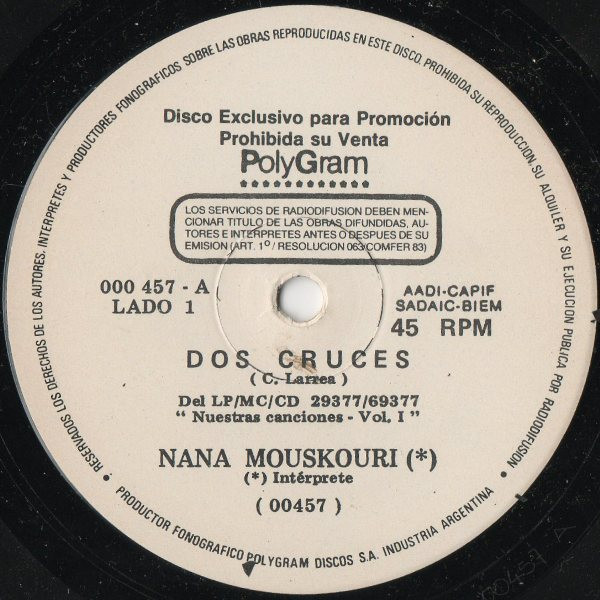 RESERVADOS LOS DERECHOS DE LOS AUTORES, INTERPRETES Y PRODUCTORES FONOGRAFICOS SOBRE LAS OBRAS REPRODUCIDAS EN ESTE DISCO. PROHIBIDA SU REPRODUCCION, SU ALQUILER Y SU EJECUCION PUBLICA POR RADIODIFUSION
Disco Exclusivo para Promoción
Prohibida su Venta
PolyGram
LOS SERVICIOS DE RADIODIFUSION DEBEN MEN-
CIONAR TITULO DE LAS OBRAS DIFUNDIDAS, AU-
TORES E INTERPRETES ANTES O DESPUES DE SU
EMISION (ART. 1º / RESOLUCION 063 COMFER 83)
000 457 - A
LADO 1
AADI-CAPIF
SADAIC-BIEM
45 RPM
DOS CRUCES
( C. Larrea )
Del LP/MC/CD 29377/69377
“ Nuestras canciones - Vol. I ”
NANA MOUSKOURI (*)
(*) Intérprete
( 00457 )
PRODUCTOR FONOGRAFICO POLYGRAM DISCOS S.A. INDUSTRIA ARGENTINA
00457 A